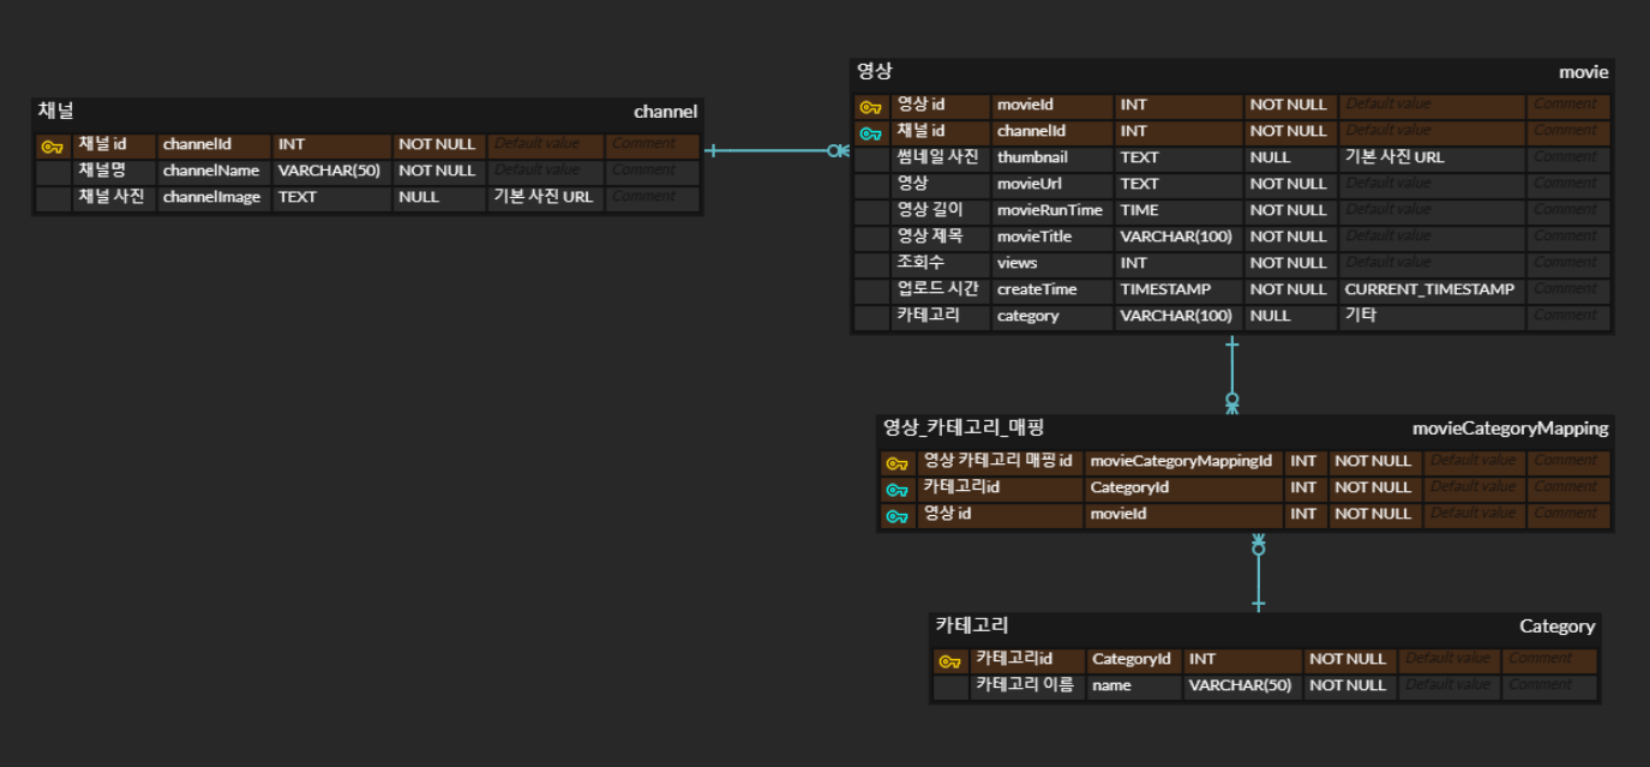 채널 channel
채널 id channelId INT NOT NULL Default value Comment
채널명 channelName VARCHAR(50) NOT NULL Default value Comment
채널 사진 channelImage TEXT NULL 기본 사진 URL Comment
영상 movie
영상 id movieId INT NOT NULL Default value Comment
채널 id channelId INT NOT NULL Default value Comment
썸네일 사진 thumbnail TEXT NULL 기본 사진 URL Comment
영상 movieUrl TEXT NOT NULL Default value Comment
영상 길이 movieRunTime TIME NOT NULL Default value Comment
영상 제목 movieTitle VARCHAR(100) NOT NULL Default value Comment
조회수 views INT NOT NULL Default value Comment
업로드 시간 createTime TIMESTAMP NOT NULL CURRENT_TIMESTAMP Comment
카테고리 category VARCHAR(100) NULL 기타 Comment
영상_카테고리_매핑 movieCategoryMapping
영상 카테고리 매핑 id movieCategoryMappingId INT NOT NULL Default value Comment
카테고리id CategoryId INT NOT NULL Default value Comment
영상 id movieId INT NOT NULL Default value Comment
카테고리 Category
카테고리id CategoryId INT NOT NULL Default value Comment
카테고리 이름 name VARCHAR(50) NOT NULL Default value Comment